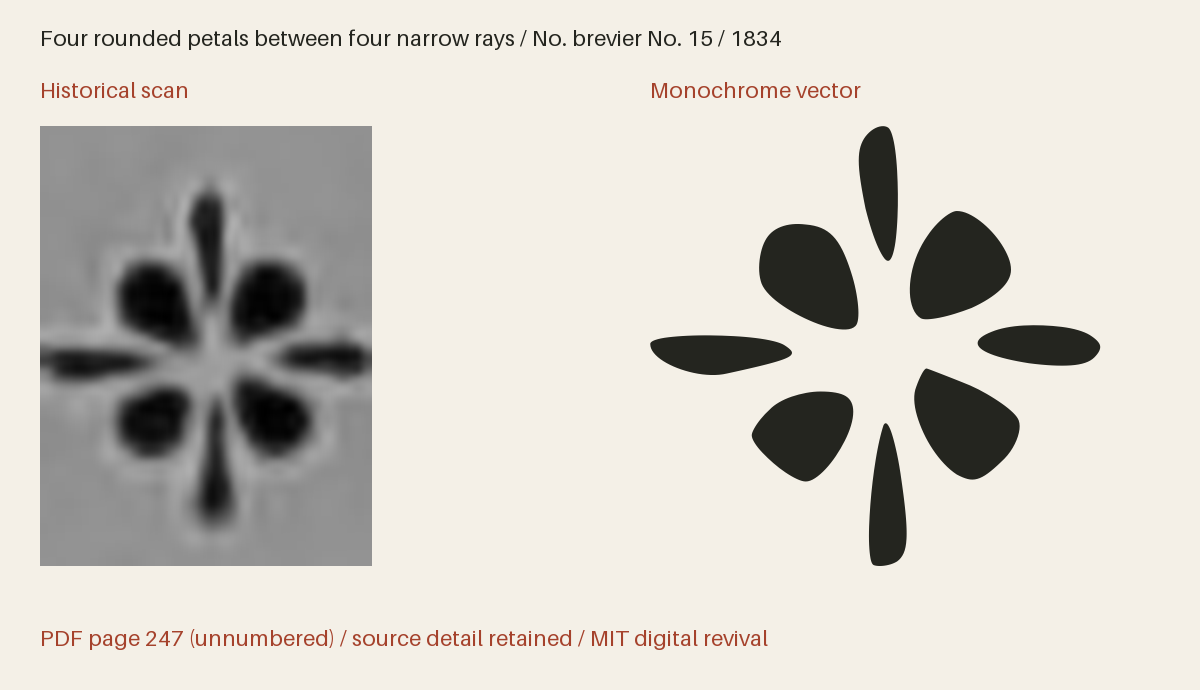 Four rounded petals between four narrow rays / No. brevier No. 15 / 1834
Historical scan
Monochrome vector
PDF page 247 (unnumbered) / source detail retained / MIT digital revival